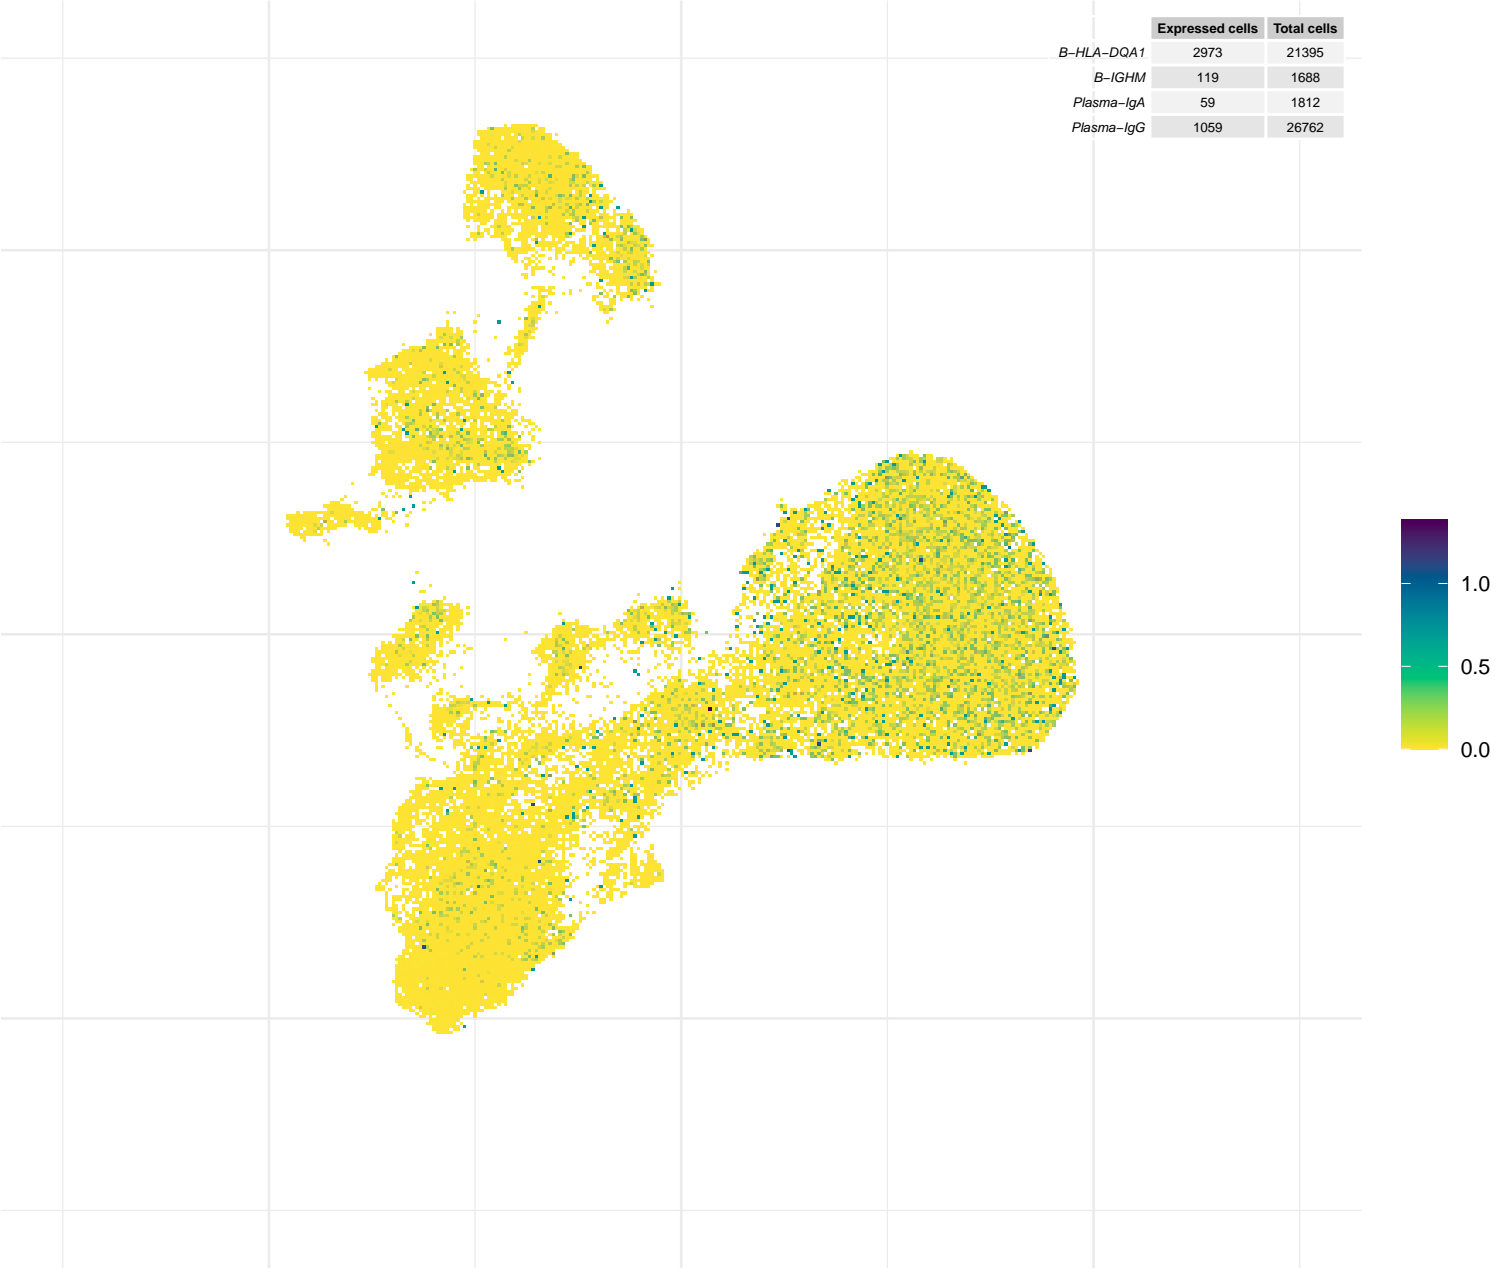 Expressed cells Total cells
B−HLA−DQA1 2973 21395
B−IGHM 119 1688
Plasma−IgA 59 1812
Plasma−IgG 1059 26762
1.0
0.5
0.0